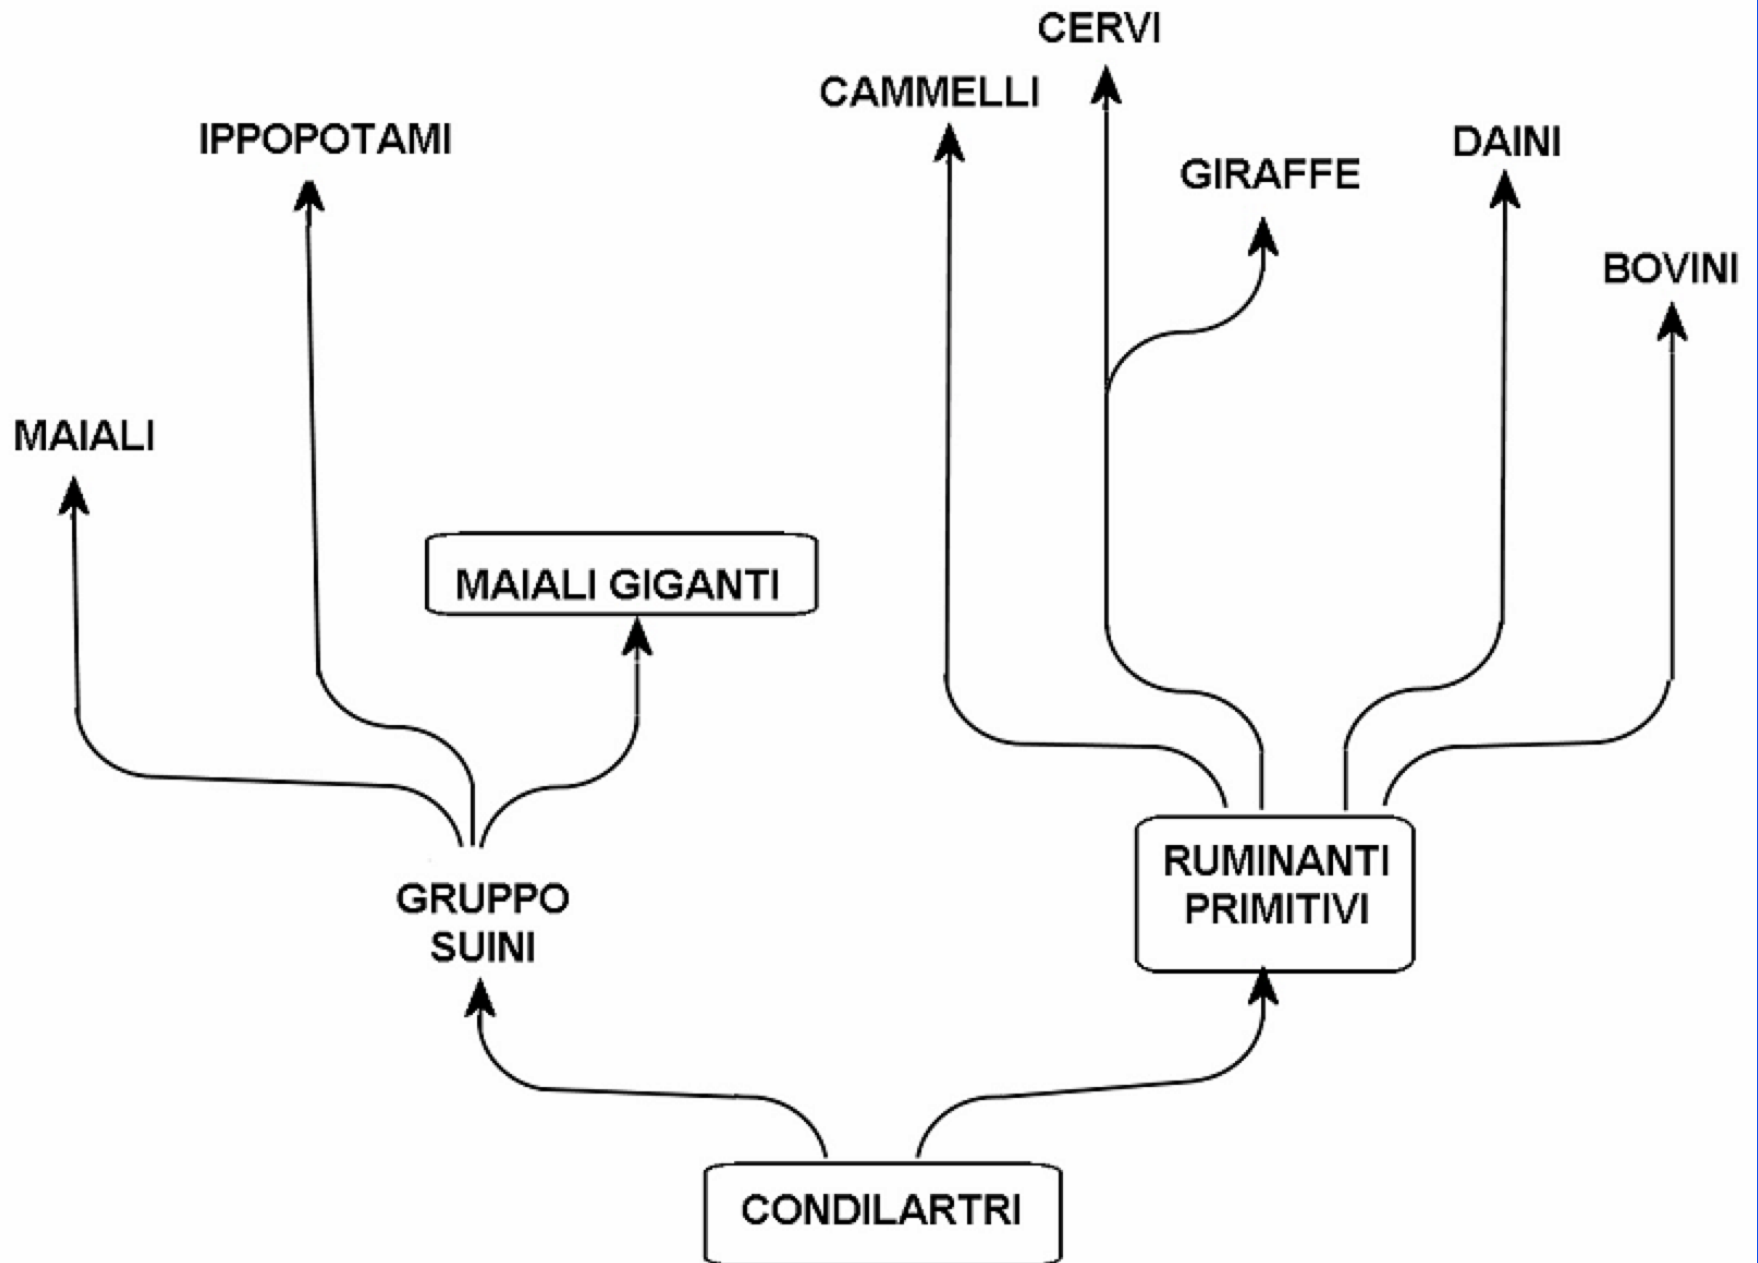 CERVI
CAMMELLI
IPPOPOTAMI
DAINI
GIRAFFE
BOVINI
MAIALI
MAIALI GIGANTI
RUMINANTI
PRIMITIVI
GRUPPO
SUINI
CONDILARTRI